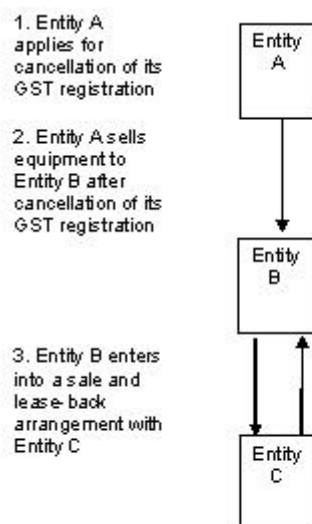 1. Entity A
applies for
cancellation of its
GST registration
Entity
A
2. Entity A sells
equipment to
Entity B after
cancellation of its
GST registration
Entity
B
3. Entity B enters
into a sale and
lease-back
arrangement with
Entity C
Entity
C